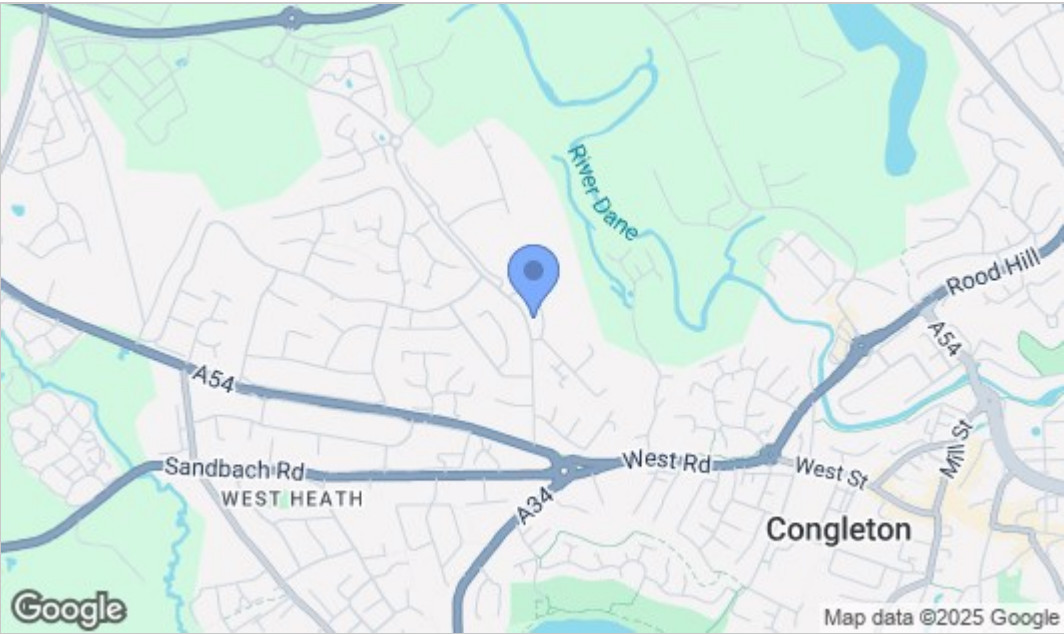 River Dane
Rood Hill
A54
A54
Mill St
Sandbach Rd
West Rd
West St
WEST HEATH
A34
Congleton
Google
Map data ©2025 Google